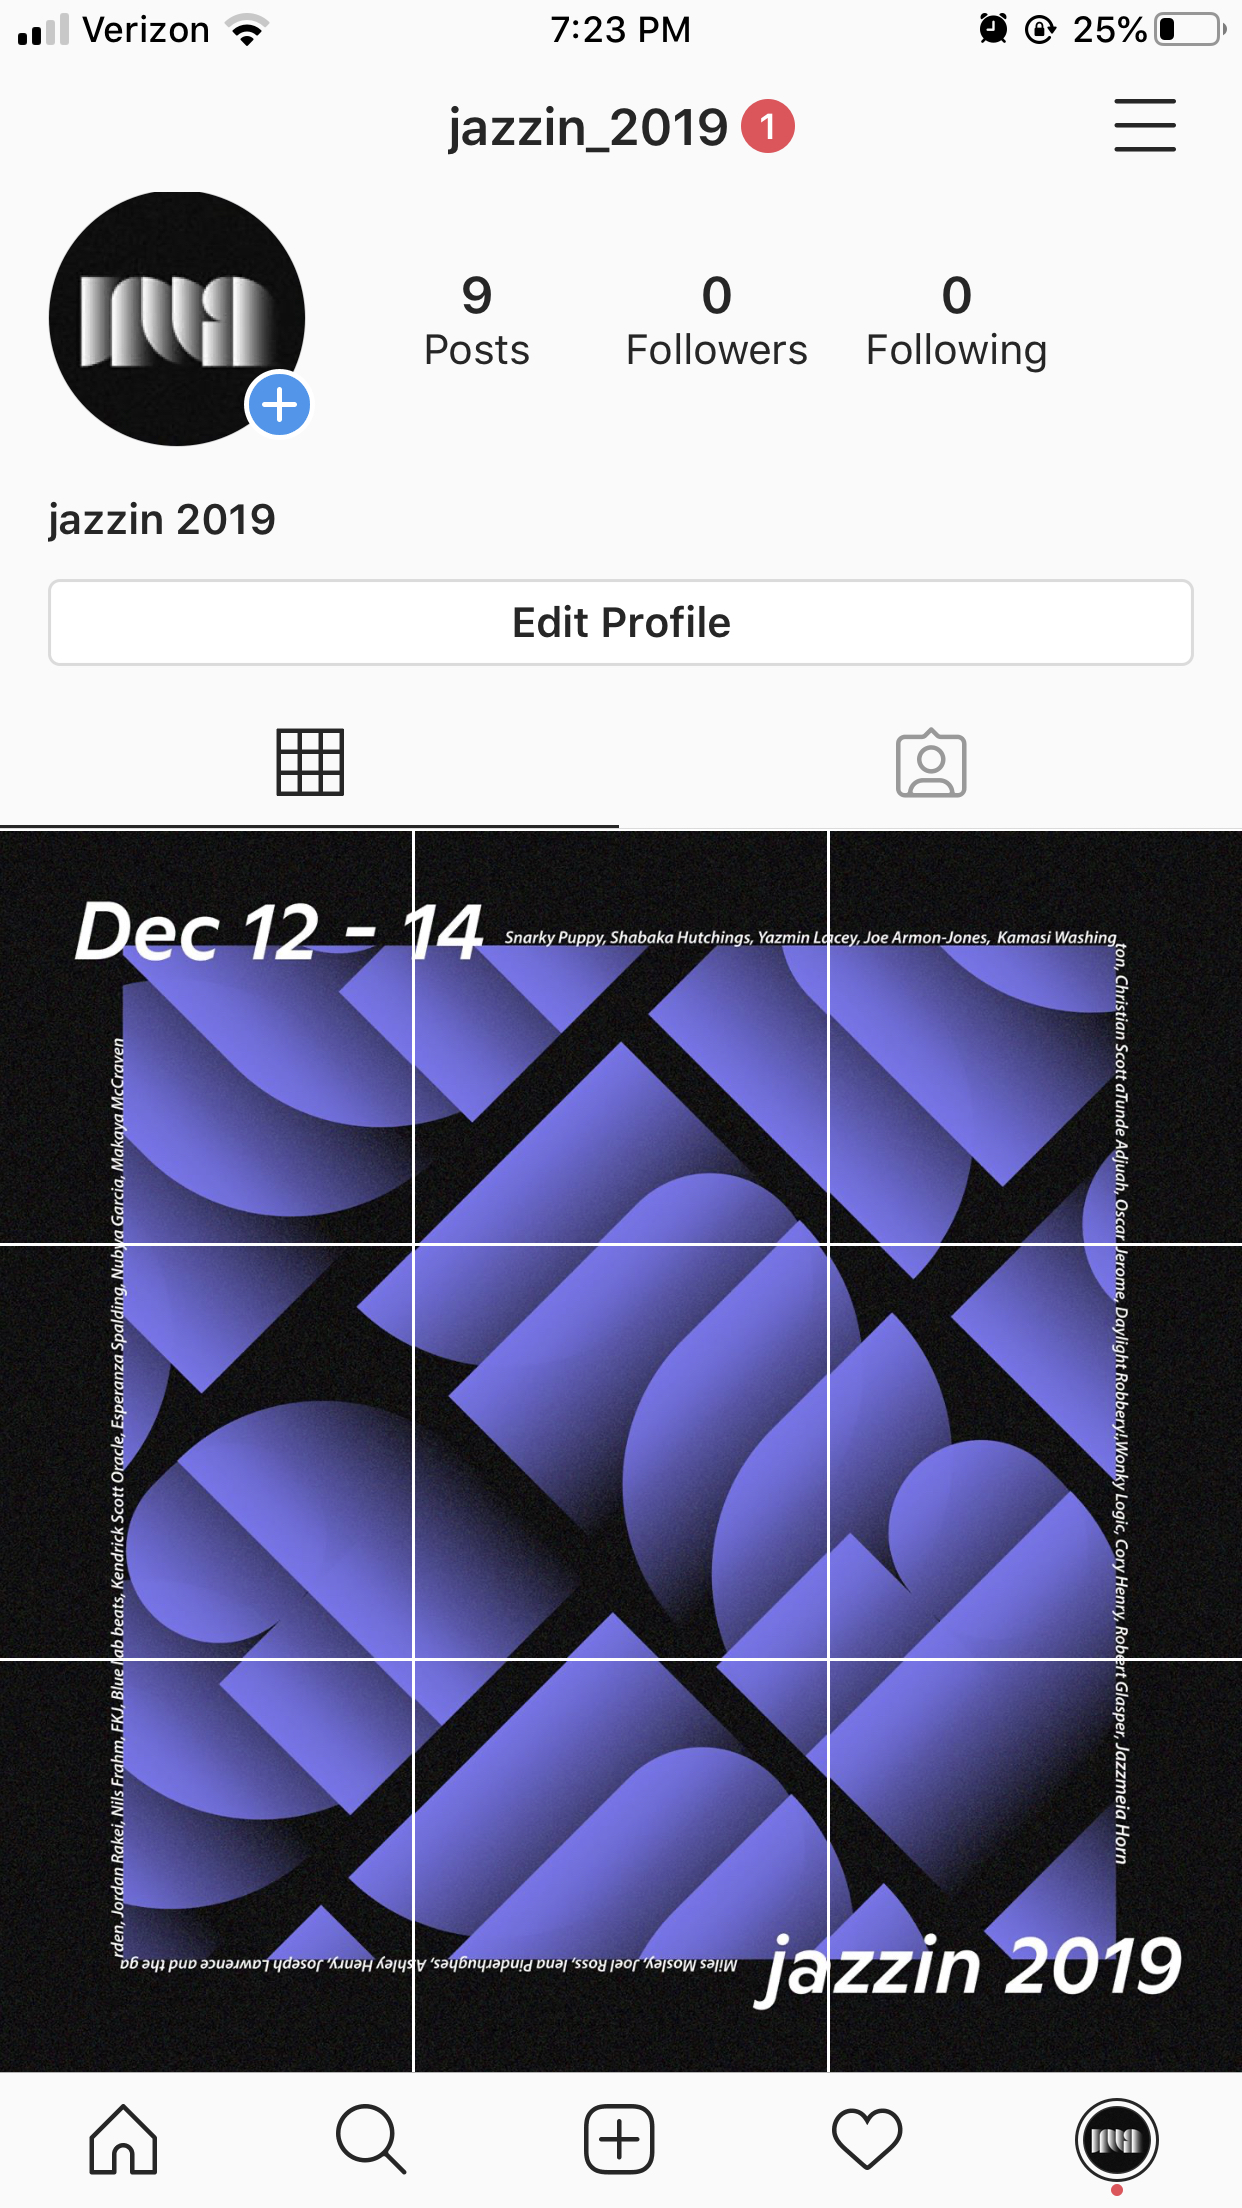 Verizon 7:23 PM 25%
jazzin_2019 1
9 0 0
Posts Followers Following
jazzin 2019
Edit Profile
Dec 12 - 14
Snarky Puppy, Shabaka Hutchings, Yazmin Lacey, Joe Armon-Jones, Kamasi Washing
ton, Christian Scott aTunde Adjuah, Oscar Jerome, Daylight Robbery!,Wonky Logic, Cory Henry, Robert Glasper, Jazzmeia Horn
jazzin 2019
Miles Mosley, Joel Ross, Iena Pinderhughes, Ashley Henry, Joseph Lawrence and the ga
rden, Jordan Rakei, Nils Frahm, FKJ, Blue lab beats, Kendrick Scott Oracle, Esperanza Spalding, Nubya Garcia, Makaya McCraven